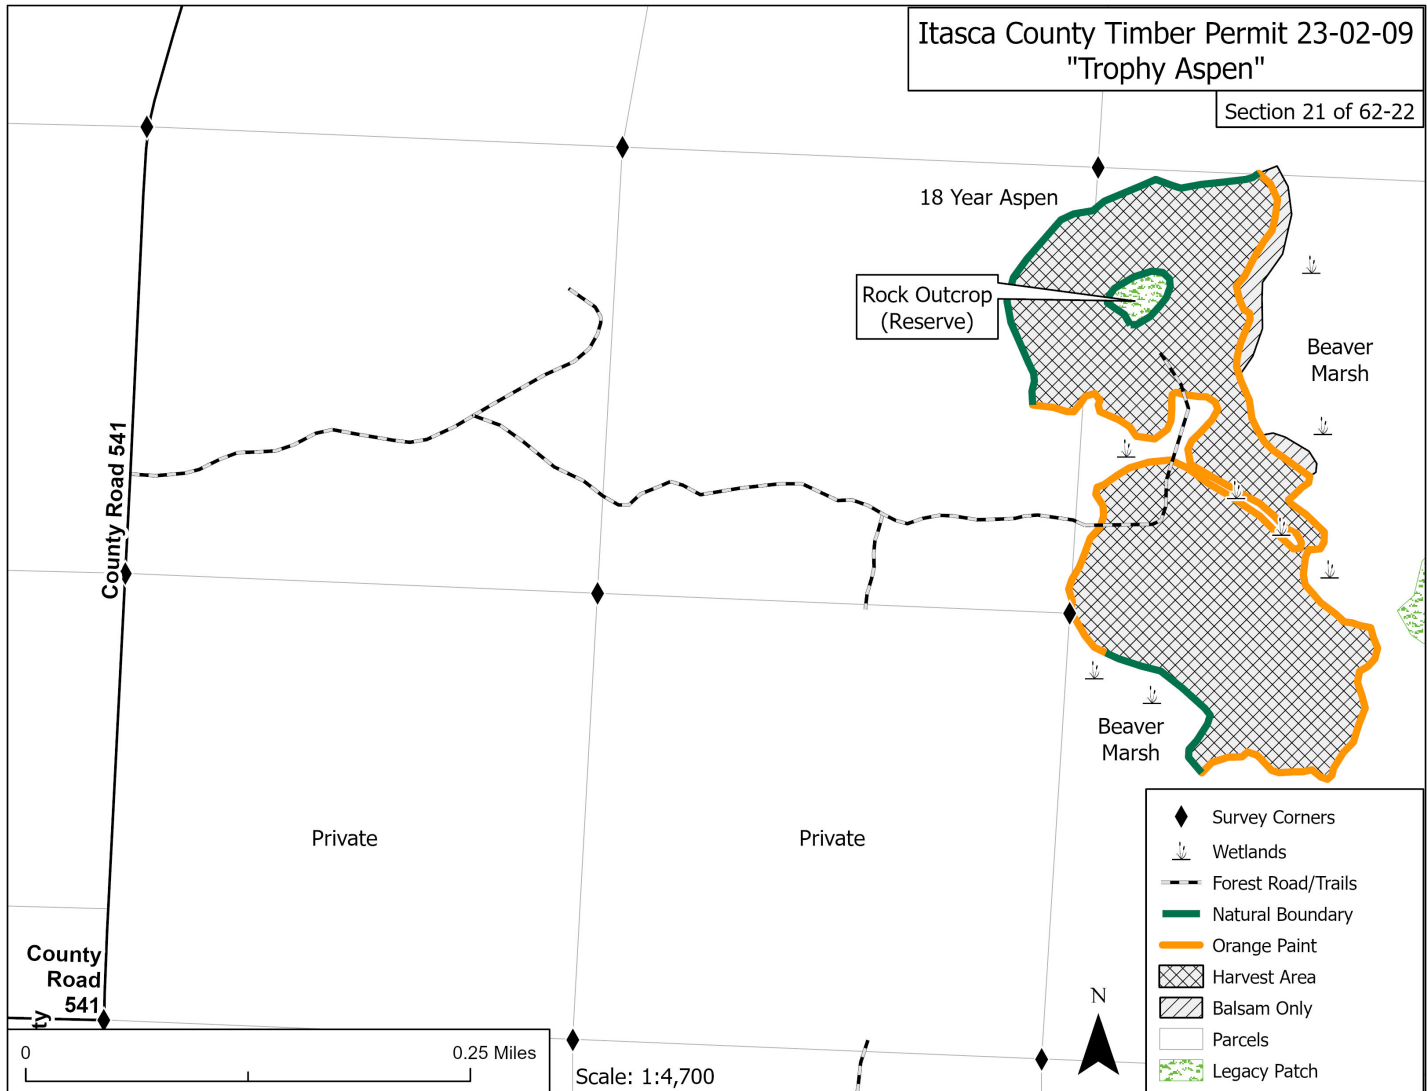 Itasca County Timber Permit 23-02-09
"Trophy Aspen"
Section 21 of 62-22
18 Year Aspen
Rock Outcrop
(Reserve)
Beaver
Marsh
County Road 541
Beaver
Marsh
Private
Private
County
Road
541
ty
N
0
0.25 Miles
Scale: 1:4,700
Survey Corners
Wetlands
Forest Road/Trails
Natural Boundary
Orange Paint
Harvest Area
Balsam Only
Parcels
Legacy Patch